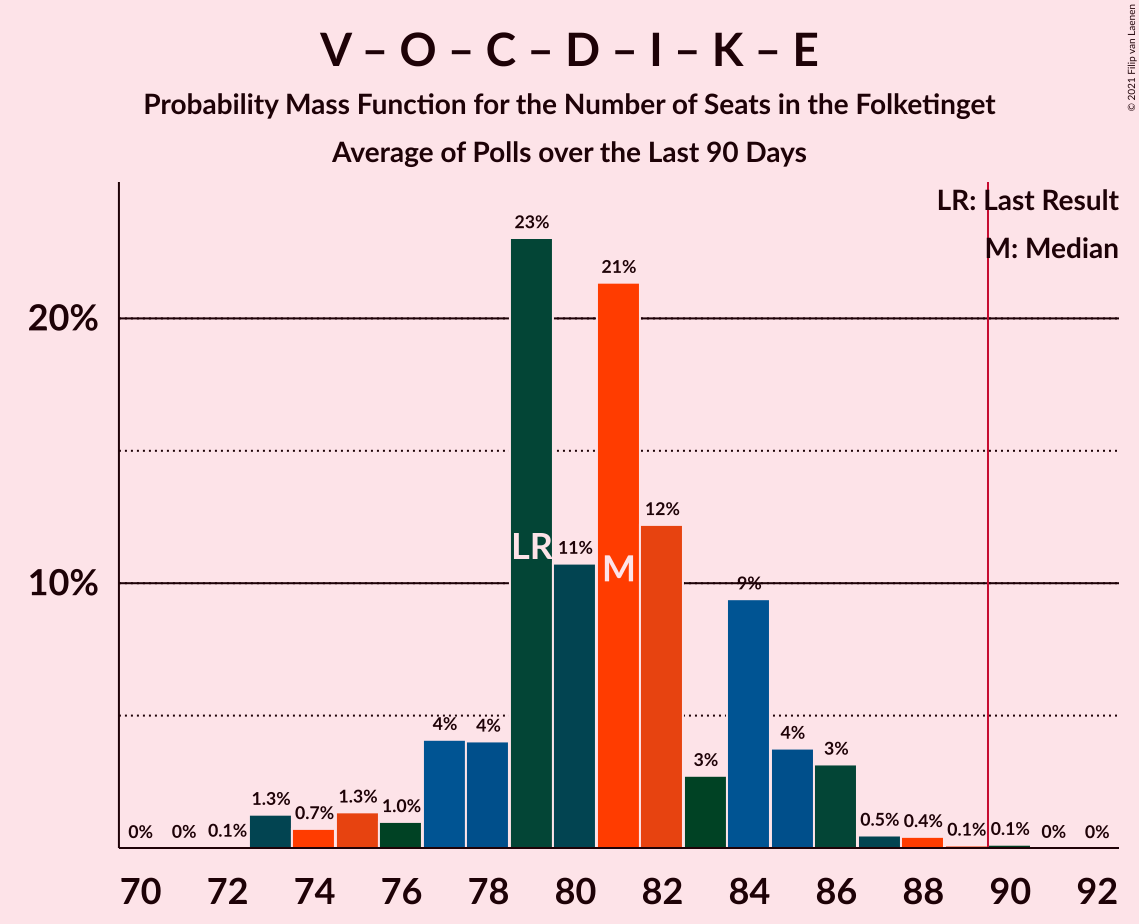 V – O – C – D – I – K – E
Probability Mass Function for the Number of Seats in the Folketinget
Average of Polls over the Last 90 Days
© 2021 Filip van Laenen
LR: Last Result
M: Median
20%
10%
0%
0%
0.1%
1.3%
0.7%
1.3%
1.0%
4%
4%
23%
11%
21%
12%
3%
9%
4%
3%
0.5%
0.4%
0.1%
0.1%
0%
0%
LR
M
70 72 74 76 78 80 82 84 86 88 90 92